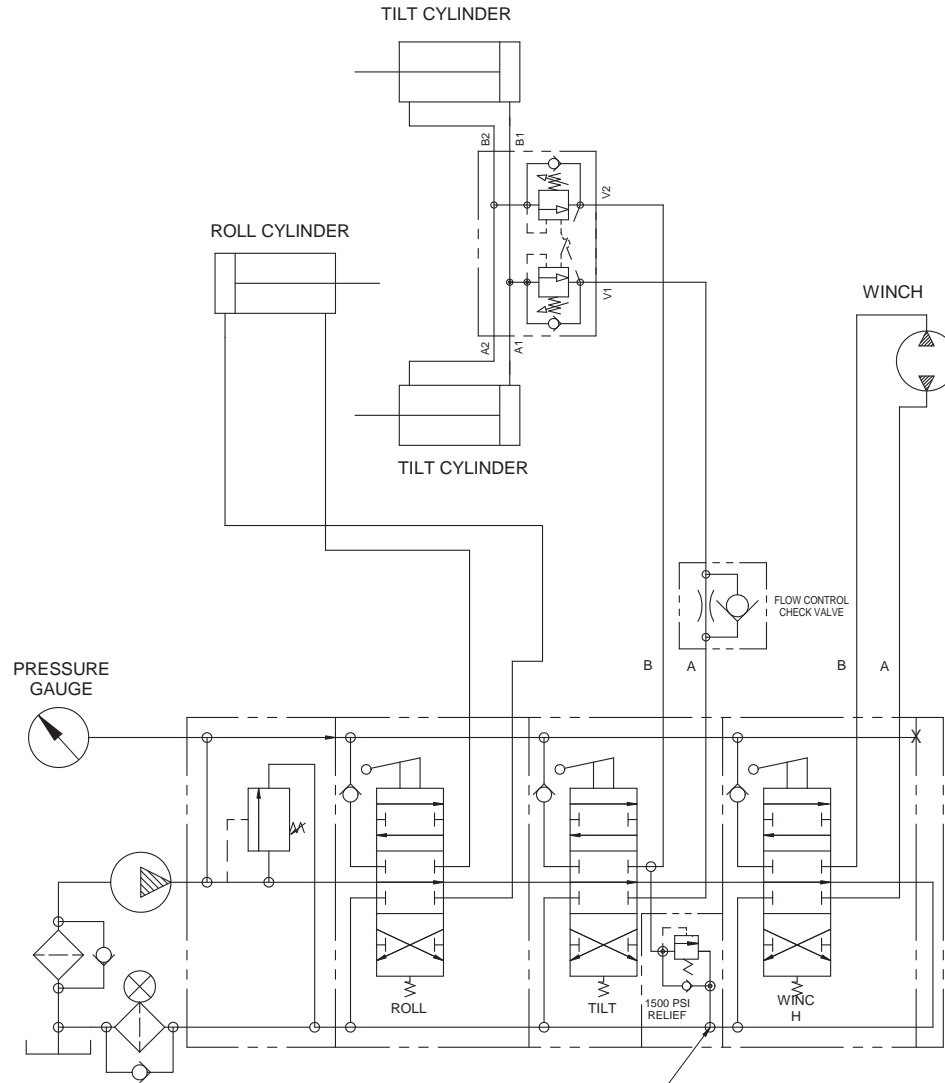 TILT CYLINDER
B2
B1
V2
ROLL CYLINDER
V1
WINCH
A2
A1
TILT CYLINDER
FLOW CONTROL
CHECK VALVE
B
A
B
A
PRESSURE
GAUGE
X
ROLL
TILT
1500 PSI
RELIEF
WINC
H